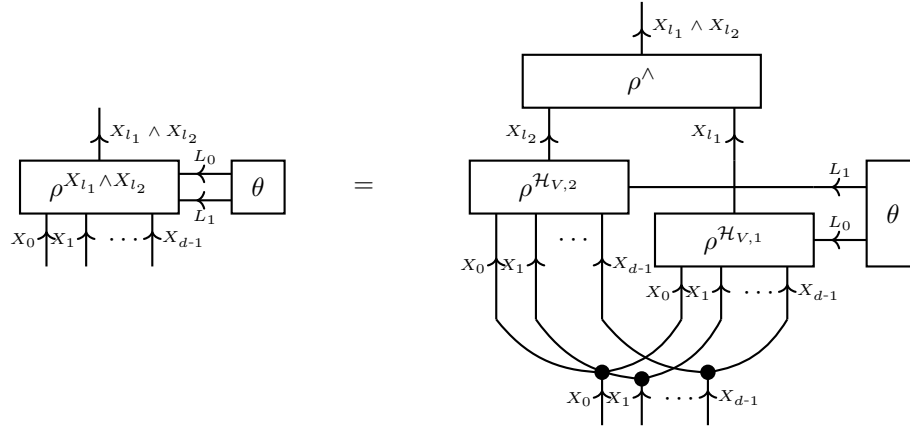 X_{l_1} ∧ X_{l_2}
X_{l_1} ∧ X_{l_2}
ρ^∧
X_{l_2} X_{l_1}
ρ^{X_{l_1} ∧ X_{l_2}} L_0 L_1 θ
=
ρ^{\mathcal{H}_{V,2}} L_1
ρ^{\mathcal{H}_{V,1}} L_0 θ
X_0 X_1 ... X_{d-1}
X_0 X_1 ... X_{d-1}
X_0 X_1 ... X_{d-1}
X_0 X_1 ... X_{d-1}